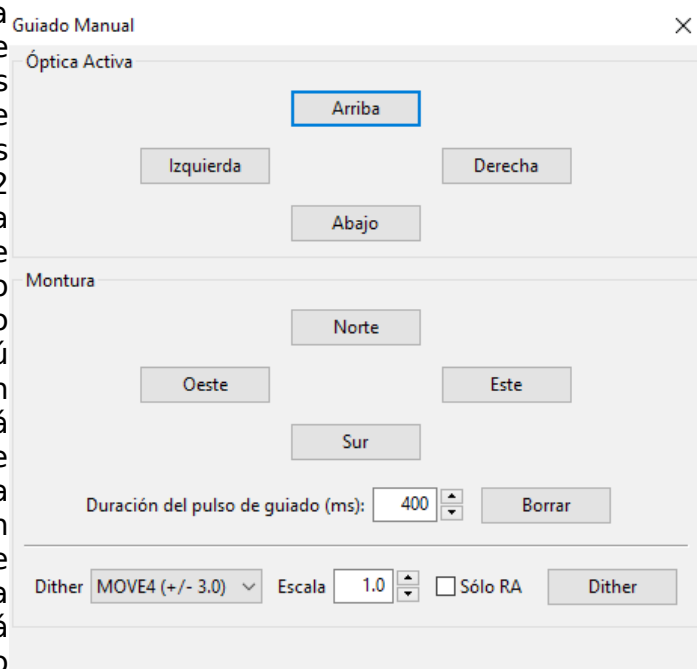 Guiado Manual
Óptica Activa
Arriba
Izquierda Derecha
Abajo
Montura
Norte
Oeste Este
Sur
Duración del pulso de guiado (ms): 400 Borrar
Dither MOVE4 (+/- 3.0) Escala 1.0 Sólo RA Dither